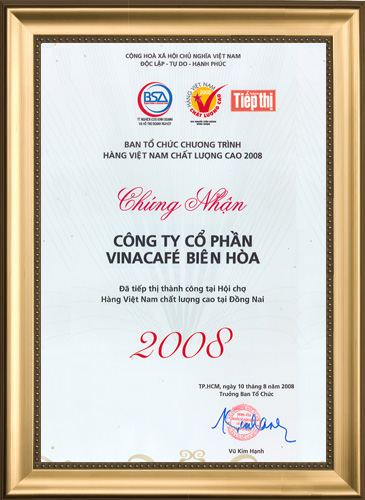 CỘNG HOÀ XÃ HỘI CHỦ NGHĨA VIỆT NAM
ĐỘC LẬP - TỰ DO - HẠNH PHÚC
BSA
HÀNG VIỆT NAM
2008
CHẤT LƯỢNG CAO
Tiếp thị
BAN TỔ CHỨC CHƯƠNG TRÌNH
HÀNG VIỆT NAM CHẤT LƯỢNG CAO 2008
Chứng Nhận
CÔNG TY CỔ PHẦN
VINACAFÉ BIÊN HÒA
Đã tiếp thị thành công tại Hội chợ
Hàng Việt Nam chất lượng cao tại Đồng Nai
2008
TP.HCM, ngày 10 tháng 8 năm 2008
Trưởng Ban Tổ Chức
Vũ Kim Hạnh